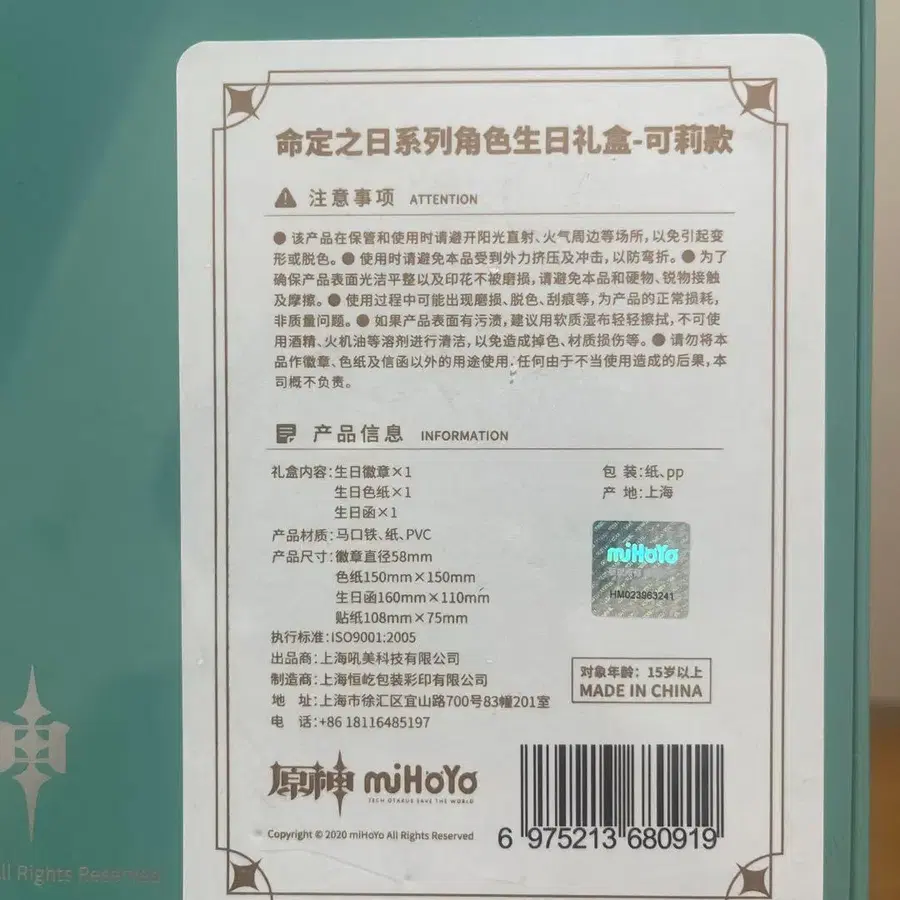 命定之日系列角色生日礼盒-可莉款
注意事项 ATTENTION
● 该产品在保管和使用时请避开阳光直射、火气周边等场所，以免引起变
形或脱色。● 使用时请避免本品受到外力挤压及冲击，以防弯折。● 为了
确保产品表面光洁平整以及印花不被磨损，请避免本品和硬物、锐物接触
及摩擦。● 使用过程中可能出现磨损、脱色、刮痕等，为产品的正常损耗，
非质量问题。● 如果产品表面有污渍，建议用软质湿布轻轻擦拭，不可使
用酒精、火机油等溶剂进行清洁，以免造成掉色、材质损伤等。● 请勿将本
品作徽章、色纸及信函以外的用途使用，任何由于不当使用造成的后果，本
司概不负责。
产品信息 INFORMATION
礼盒内容：生日徽章×1
生日色纸×1
生日函×1
包 装：纸、pp
产 地：上海
产品材质：马口铁、纸、PVC
产品尺寸：徽章直径58mm
色纸150mm×150mm
生日函160mm×110mm
贴纸108mm×75mm
miHoYo
HM023963241
执行标准：ISO9001:2005
出品商：上海吼美科技有限公司
制造商：上海恒屹包装彩印有限公司
地 址：上海市徐汇区宜山路700号83幢201室
电 话：+86 18116485197
对象年龄：15岁以上
MADE IN CHINA
原神 miHoYo
TECH OTAKUS SAVE THE WORLD
Copyright © 2020 miHoYo All Rights Reserved
6 975213 680919
神
All Rights Reserved